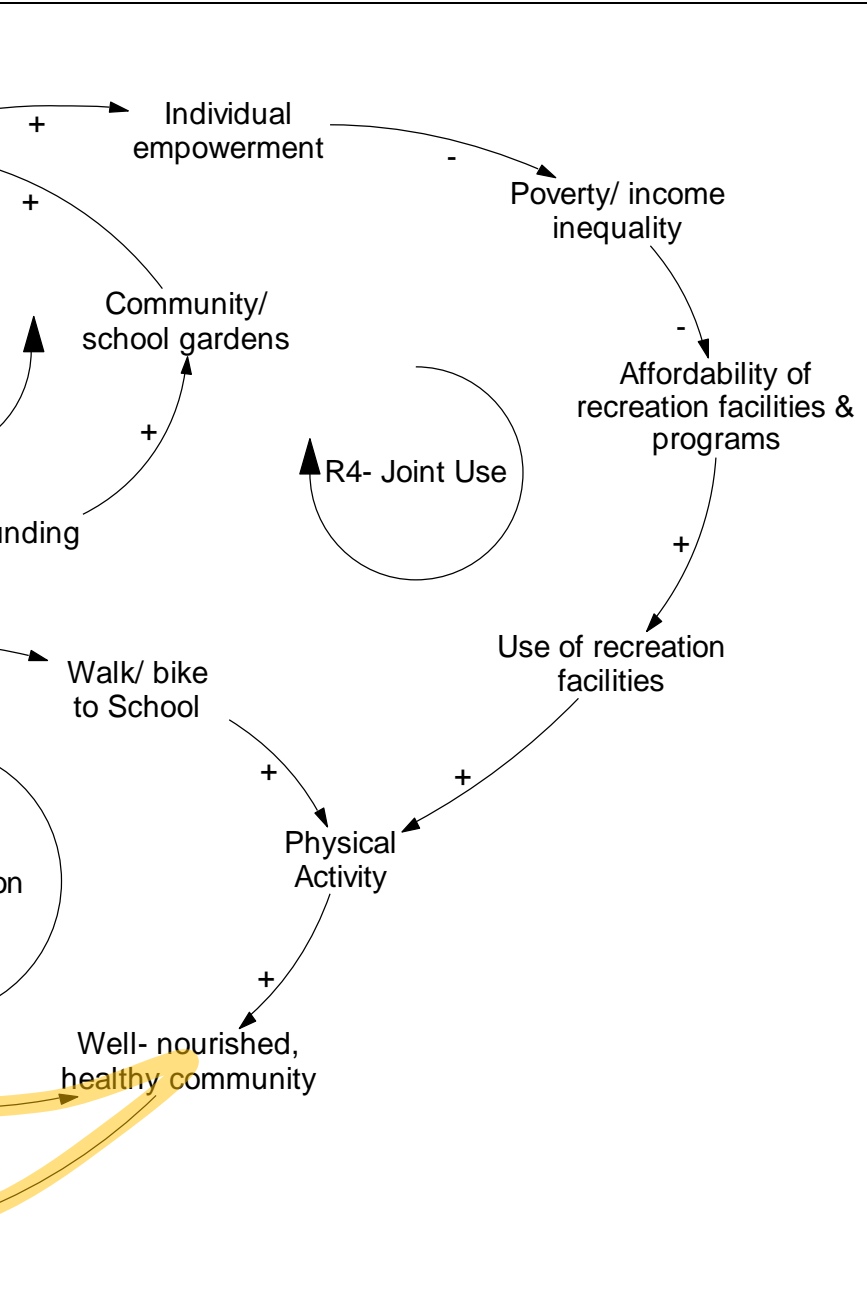 +
Individual
empowerment
-
+
Poverty/ income
inequality
Community/
school gardens
-
Affordability of
recreation facilities &
programs
+
R4- Joint Use
unding
+
Use of recreation
facilities
Walk/ bike
to School
+
+
Physical
Activity
on
+
Well- nourished,
healthy community